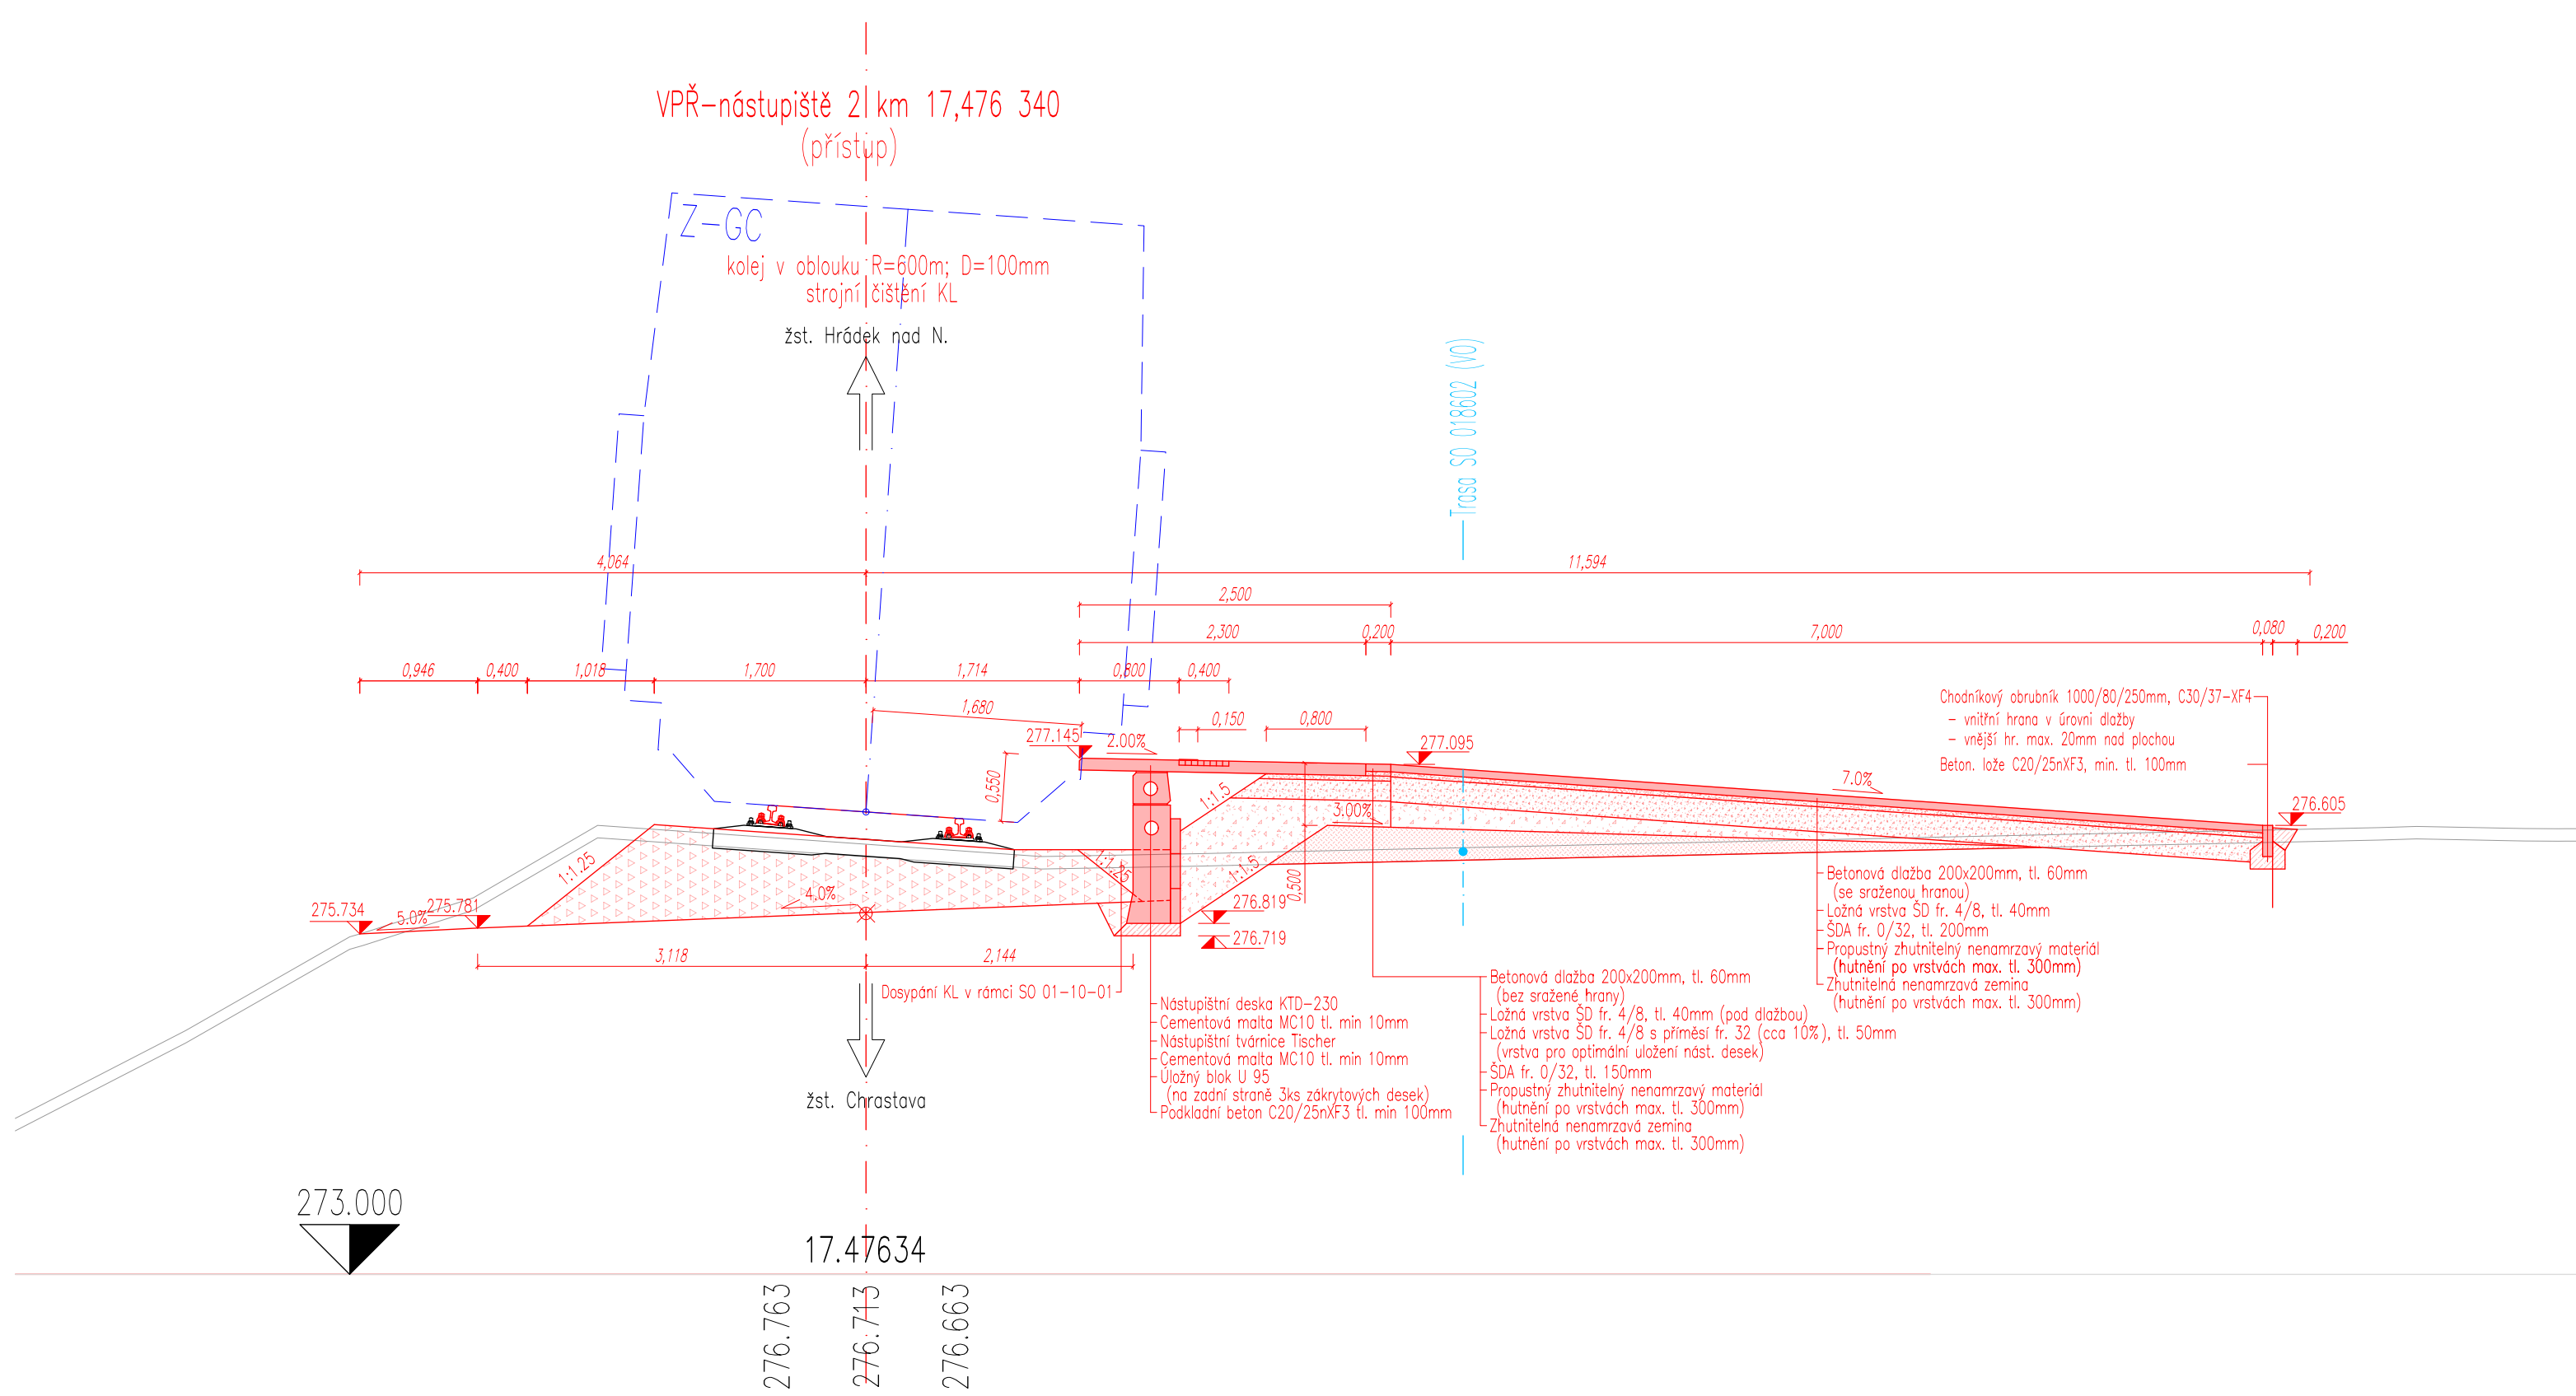 VPŘ-nástupiště 2 km 17,476 340
(přístup)
Z-GC
kolej v oblouku R=600m; D=100mm
strojní čištění KL
žst. Hrádek nad N.
Trasa SO 018602 (VO)
4,064
11,594
2,500
2,300
0,200
7,000
0,080
0,200
0,946
0,400
1,018
1,700
1,714
0,800
0,400
1,680
0,150
0,800
277.145
2.00%
277.095
0,550
Chodníkový obrubník 1000/80/250mm, C30/37-XF4
- vnitřní hrana v úrovni dlažby
- vnější hr. max. 20mm nad plochou
Beton. lože C20/25nXF3, min. tl. 100mm
7.0%
276.605
1:1.5
3.00%
1:1.25
1:1.25
1:1.5
0,500
4.0%
275.734
5.0%
275.781
276.819
276.719
3,118
2,144
Betonová dlažba 200x200mm, tl. 60mm
(se sraženou hranou)
Ložná vrstva ŠD fr. 4/8, tl. 40mm
ŠDA fr. 0/32, tl. 200mm
Propustný zhutnitelný nenamrzavý materiál
(hutnění po vrstvách max. tl. 300mm)
Zhutnitelná nenamrzavá zemina
(hutnění po vrstvách max. tl. 300mm)
Betonová dlažba 200x200mm, tl. 60mm
(bez sražené hrany)
Ložná vrstva ŠD fr. 4/8, tl. 40mm (pod dlažbou)
Ložná vrstva ŠD fr. 4/8 s příměsí fr. 32 (cca 10%), tl. 50mm
(vrstva pro optimální uložení nást. desek)
ŠDA fr. 0/32, tl. 150mm
Propustný zhutnitelný nenamrzavý materiál
(hutnění po vrstvách max. tl. 300mm)
Zhutnitelná nenamrzavá zemina
(hutnění po vrstvách max. tl. 300mm)
Dosypání KL v rámci SO 01-10-01
Nástupištní deska KTD-230
Cementová malta MC10 tl. min 10mm
Nástupištní tvárnice Tischer
Cementová malta MC10 tl. min 10mm
Úložný blok U 95
(na zadní straně 3ks zákrytových desek)
Podkladní beton C20/25nXF3 tl. min 100mm
žst. Chrastava
273.000
17.47634
276.763
276.713
276.663